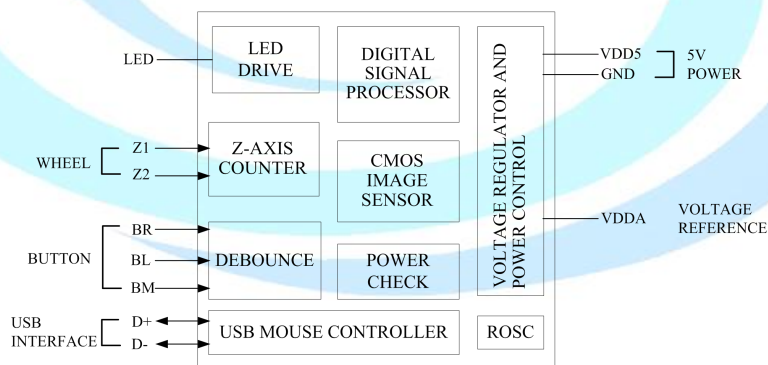 LED
LED
DRIVE
DIGITAL
SIGNAL
PROCESSOR
VOLTAGE REGULATOR AND
POWER CONTROL
VDD5
GND
5V
POWER
WHEEL
Z1
Z2
Z-AXIS
COUNTER
CMOS
IMAGE
SENSOR
VDDA
VOLTAGE
REFERENCE
BUTTON
BR
BL
BM
DEBOUNCE
POWER
CHECK
USB
INTERFACE
D+
D-
USB MOUSE CONTROLLER
ROSC